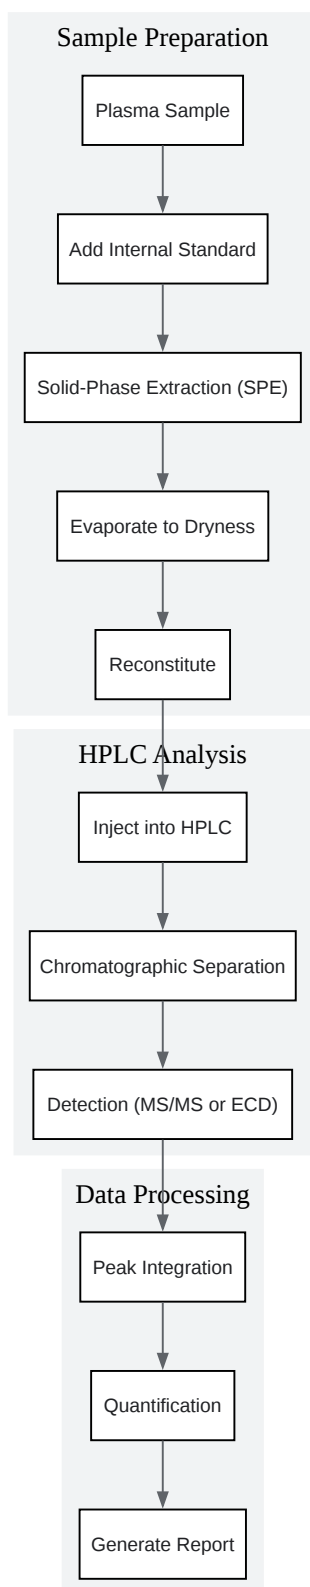 Sample Preparation
Plasma Sample
Add Internal Standard
Solid-Phase Extraction (SPE)
Evaporate to Dryness
Reconstitute
HPLC Analysis
Inject into HPLC
Chromatographic Separation
Detection (MS/MS or ECD)
Data Processing
Peak Integration
Quantification
Generate Report